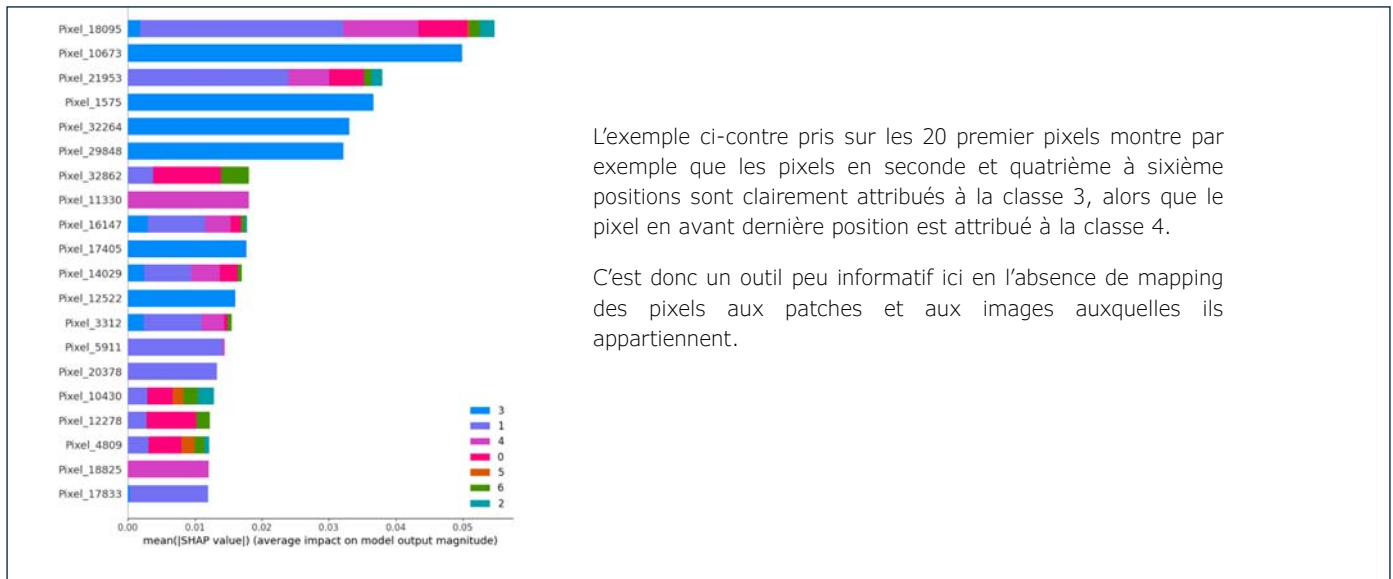 Pixel_18095
Pixel_10673
Pixel_21953
Pixel_1575
Pixel_32264
Pixel_29848
Pixel_32862
Pixel_11330
Pixel_16147
Pixel_17405
Pixel_14029
Pixel_12522
Pixel_3312
Pixel_5911
Pixel_20378
Pixel_10430
Pixel_12278
Pixel_4809
Pixel_18825
Pixel_17833
3
1
4
0
5
6
2
0.00 0.01 0.02 0.03 0.04 0.05
mean(|SHAP value|) (average impact on model output magnitude)
L’exemple ci-contre pris sur les 20 premier pixels montre par
exemple que les pixels en seconde et quatrième à sixième
positions sont clairement attribués à la classe 3, alors que le
pixel en avant dernière position est attribué à la classe 4.
C’est donc un outil peu informatif ici en l’absence de mapping
des pixels aux patches et aux images auxquelles ils
appartiennent.